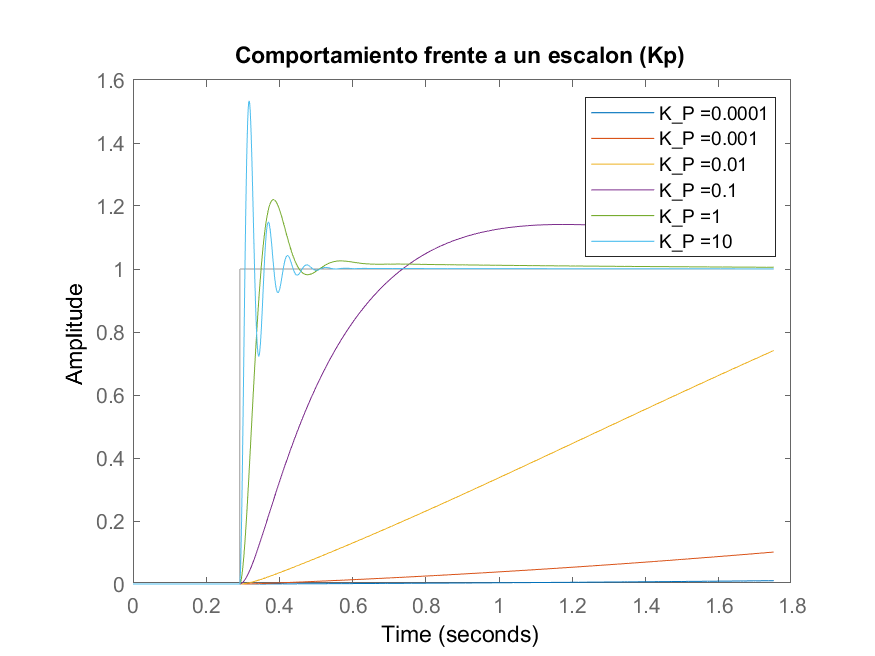 Comportamiento frente a un escalon (Kp)
1.6
1.4
1.2
1
0.8
0.6
0.4
0.2
0
Amplitude
K_P =0.0001
K_P =0.001
K_P =0.01
K_P =0.1
K_P =1
K_P =10
0 0.2 0.4 0.6 0.8 1 1.2 1.4 1.6 1.8
Time (seconds)